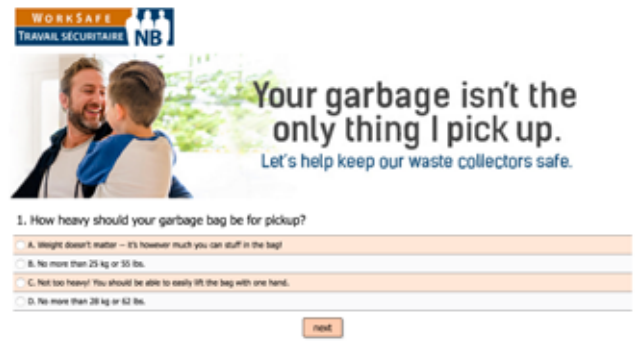 WORKSAFE
TRAVAIL SÉCURITAIRE NB
Your garbage isn't the
only thing I pick up.
Let's help keep our waste collectors safe.
1. How heavy should your garbage bag be for pickup?
A. Weight doesn't matter – it's however much you can stuff in the bag!
B. No more than 25 kg or 55 lbs.
C. Not too heavy! You should be able to easily lift the bag with one hand.
D. No more than 28 kg or 62 lbs.
next